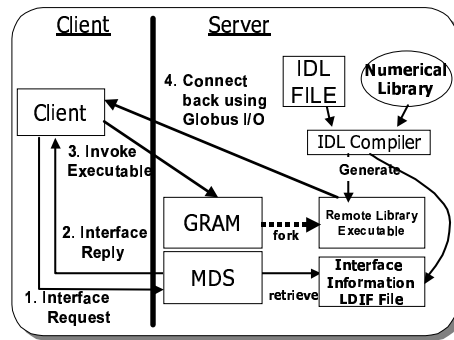 Client
Server
4. Connect
back using
Globus I/O
IDL
FILE
Numerical
Library
Client
IDL Compiler
3. Invoke
Executable
Generate
GRAM
fork
Remote Library
Executable
2. Interface
Reply
MDS
retrieve
Interface
Information
LDIF File
1. Interface
Request